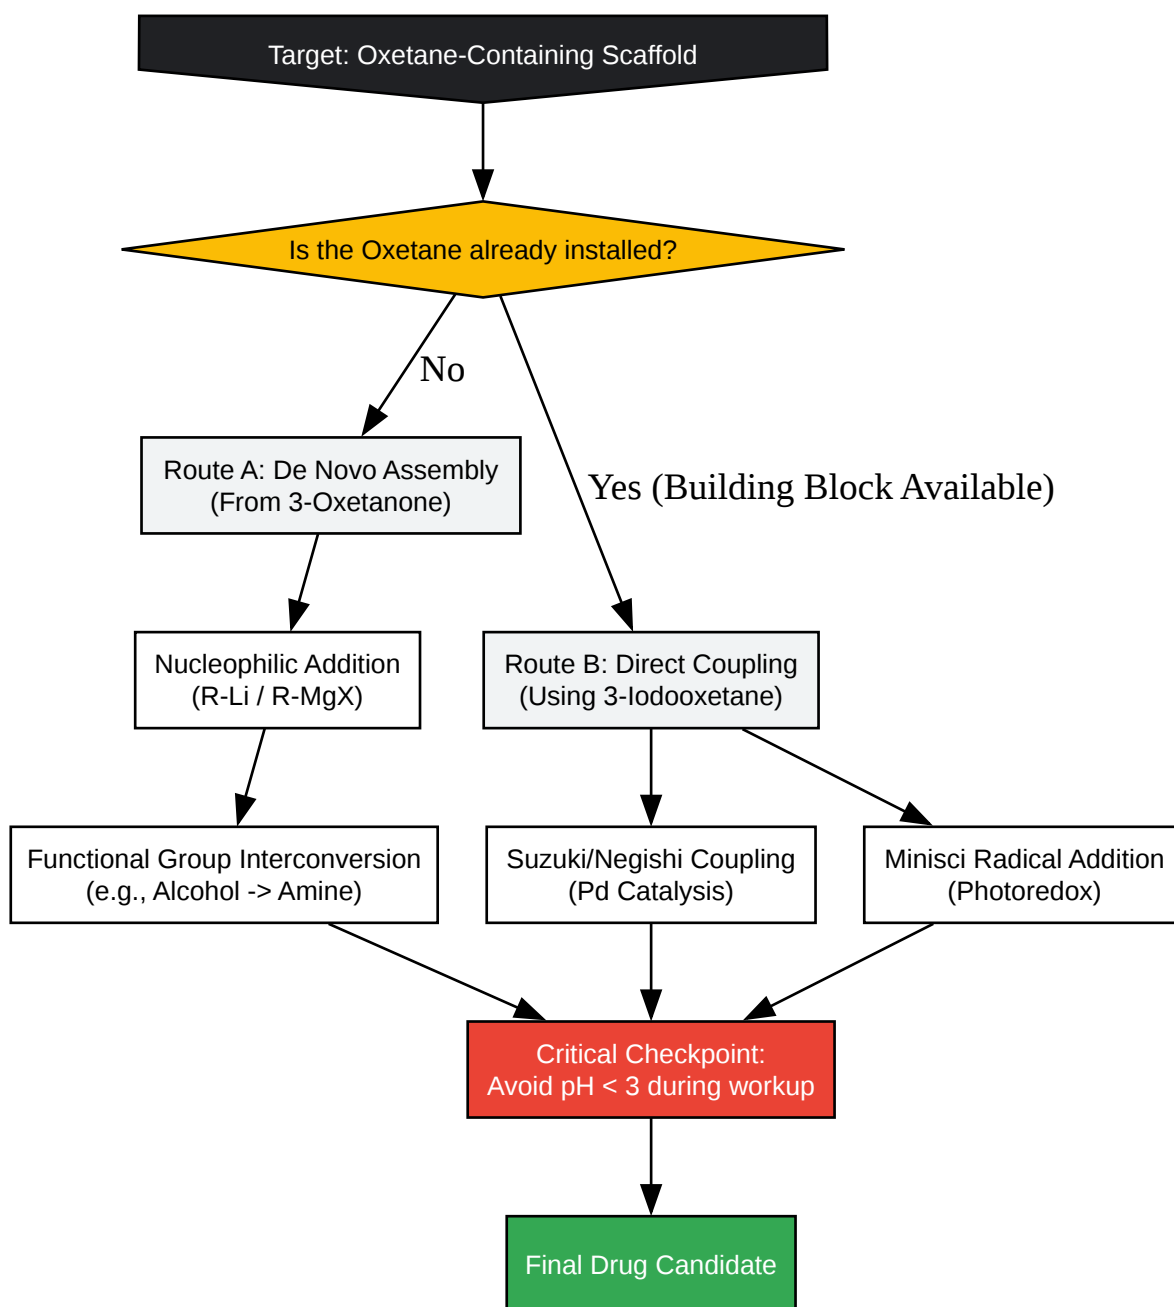 Target: Oxetane-Containing Scaffold
Is the Oxetane already installed?
No
Yes (Building Block Available)
Route A: De Novo Assembly
(From 3-Oxetanone)
Nucleophilic Addition
(R-Li / R-MgX)
Route B: Direct Coupling
(Using 3-Iodooxetane)
Functional Group Interconversion
(e.g., Alcohol -> Amine)
Suzuki/Negishi Coupling
(Pd Catalysis)
Minisci Radical Addition
(Photoredox)
Critical Checkpoint:
Avoid pH < 3 during workup
Final Drug Candidate